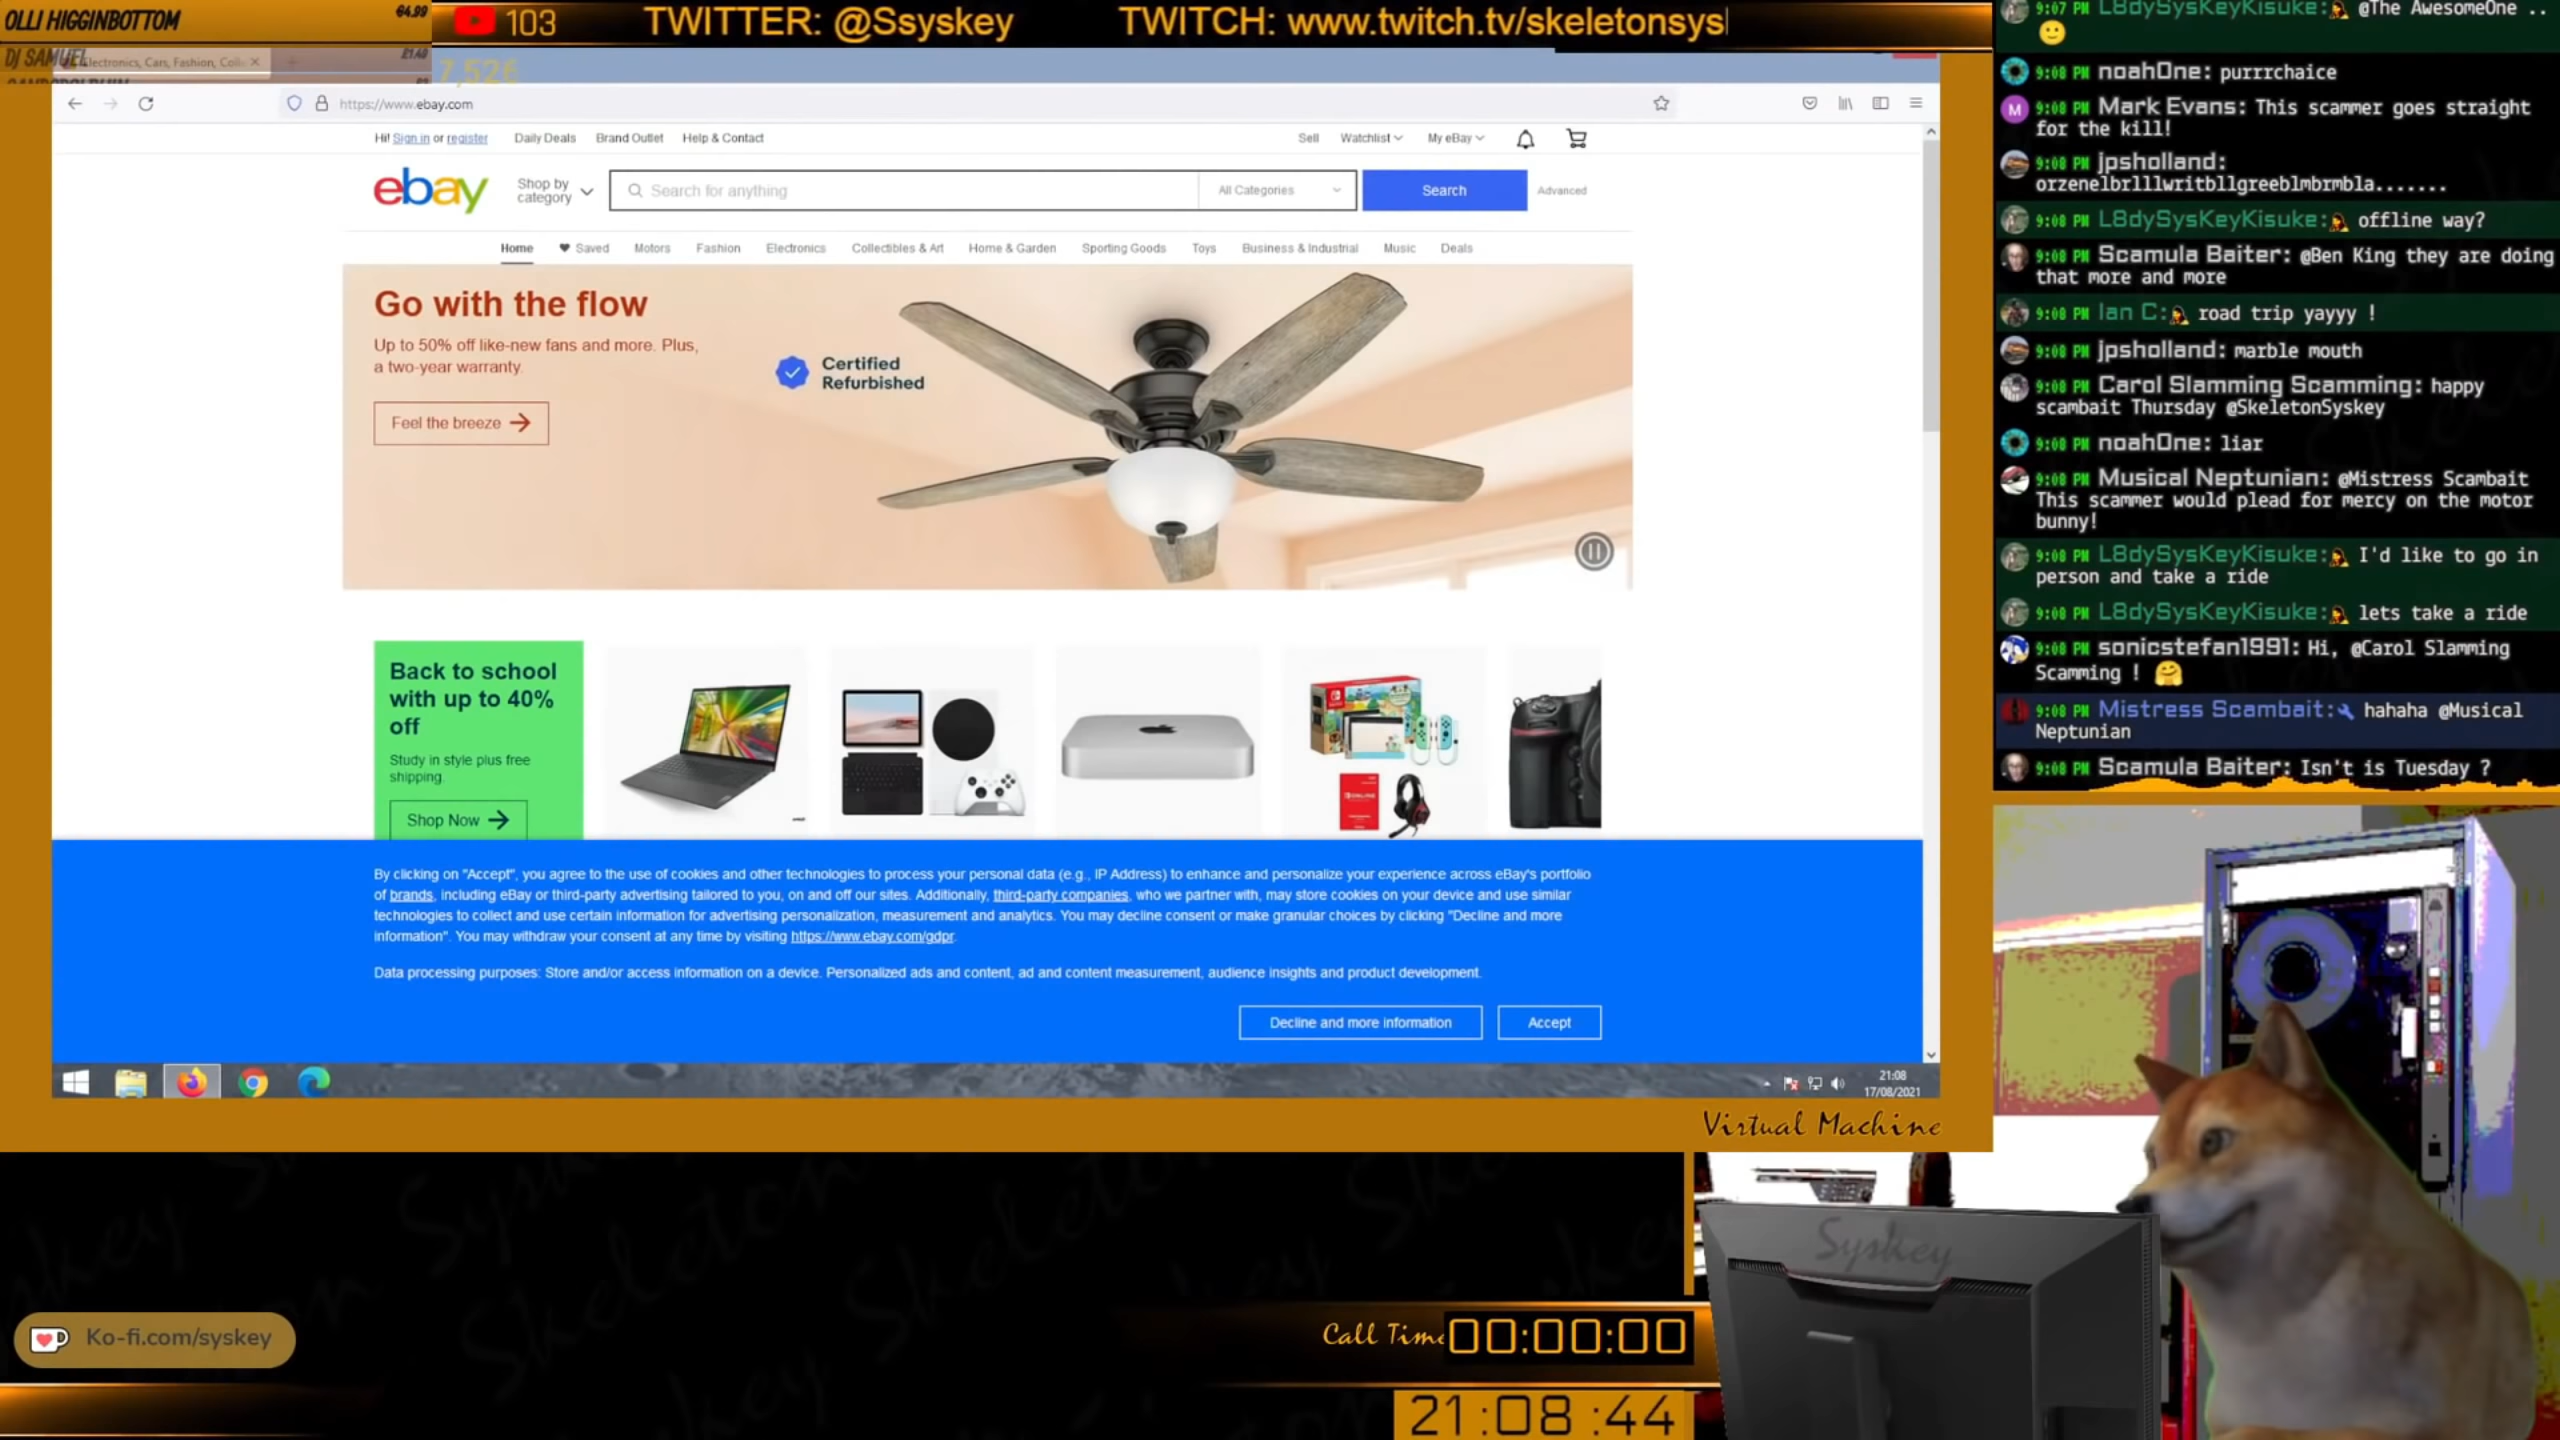 OLLI HIGGINBOTTOM €4.99
DJ SAMUEL £1.40
Electronics, Cars, Fashion, Coll
7,52€
103 TWITTER: @Ssyskey TWITCH: www.twitch.tv/skeletonsys
https://www.ebay.com
Hi! Sign in or register Daily Deals Brand Outlet Help & Contact Sell Watchlist My eBay
ebay
Shop by
category
Search for anything All Categories Search Advanced
Home Saved Motors Fashion Electronics Collectibles & Art Home & Garden Sporting Goods Toys Business & Industrial Music Deals
Go with the flow
Up to 50% off like-new fans and more. Plus,
a two-year warranty.
Certified
Refurbished
Feel the breeze →
Back to school
with up to 40%
off
Study in style plus free
shipping.
Shop Now →
By clicking on "Accept", you agree to the use of cookies and other technologies to process your personal data (e.g., IP Address) to enhance and personalize your experience across eBay's portfolio
of brands, including eBay or third-party advertising tailored to you, on and off our sites. Additionally, third-party companies, who we partner with, may store cookies on your device and use similar
technologies to collect and use certain information for advertising personalization, measurement and analytics. You may decline consent or make granular choices by clicking "Decline and more
information". You may withdraw your consent at any time by visiting https://www.ebay.com/gdpr.
Data processing purposes: Store and/or access information on a device. Personalized ads and content, ad and content measurement, audience insights and product development.
Decline and more information Accept
21:08
17/08/2021
Virtual Machine
9:07 PM L8dySysKeyKisuke: @The AwesomeOne ..
9:08 PM noahOne: purrrchaice
M 9:08 PM Mark Evans: This scammer goes straight
for the kill!
9:08 PM jpsholland:
orzenelbrlllwritbllgreeblmbrmbla.......
9:08 PM L8dySysKeyKisuke: offline way?
9:08 PM Scamula Baiter: @Ben King they are doing
that more and more
9:08 PM Ian C: road trip yayyy !
9:08 PM jpsholland: marble mouth
9:08 PM Carol Slamming Scamming: happy
scambait Thursday @SkeletonSyskey
9:08 PM noahOne: liar
9:08 PM Musical Neptunian: @Mistress Scambait
This scammer would plead for mercy on the motor
bunny!
9:08 PM L8dySysKeyKisuke: I'd like to go in
person and take a ride
9:08 PM L8dySysKeyKisuke: lets take a ride
9:08 PM sonicstefan1991: Hi, @Carol Slamming
Scamming !
9:08 PM Mistress Scambait: hahaha @Musical
Neptunian
9:08 PM Scamula Baiter: Isn't is Tuesday ?
Syskey
Ko-fi.com/syskey
Call Time 00:00:00
21:08:44